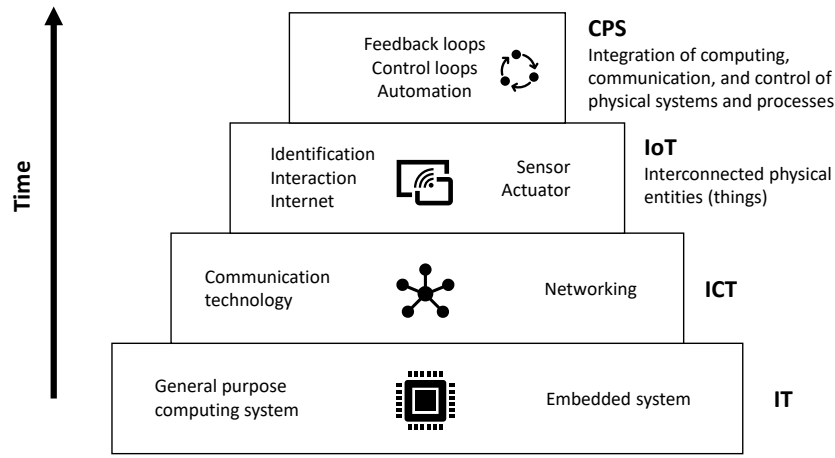 Time
Feedback loops
Control loops
Automation
CPS
Integration of computing,
communication, and control of
physical systems and processes
Identification
Interaction
Internet
Sensor
Actuator
IoT
Interconnected physical
entities (things)
Communication
technology
Networking
ICT
General purpose
computing system
Embedded system
IT